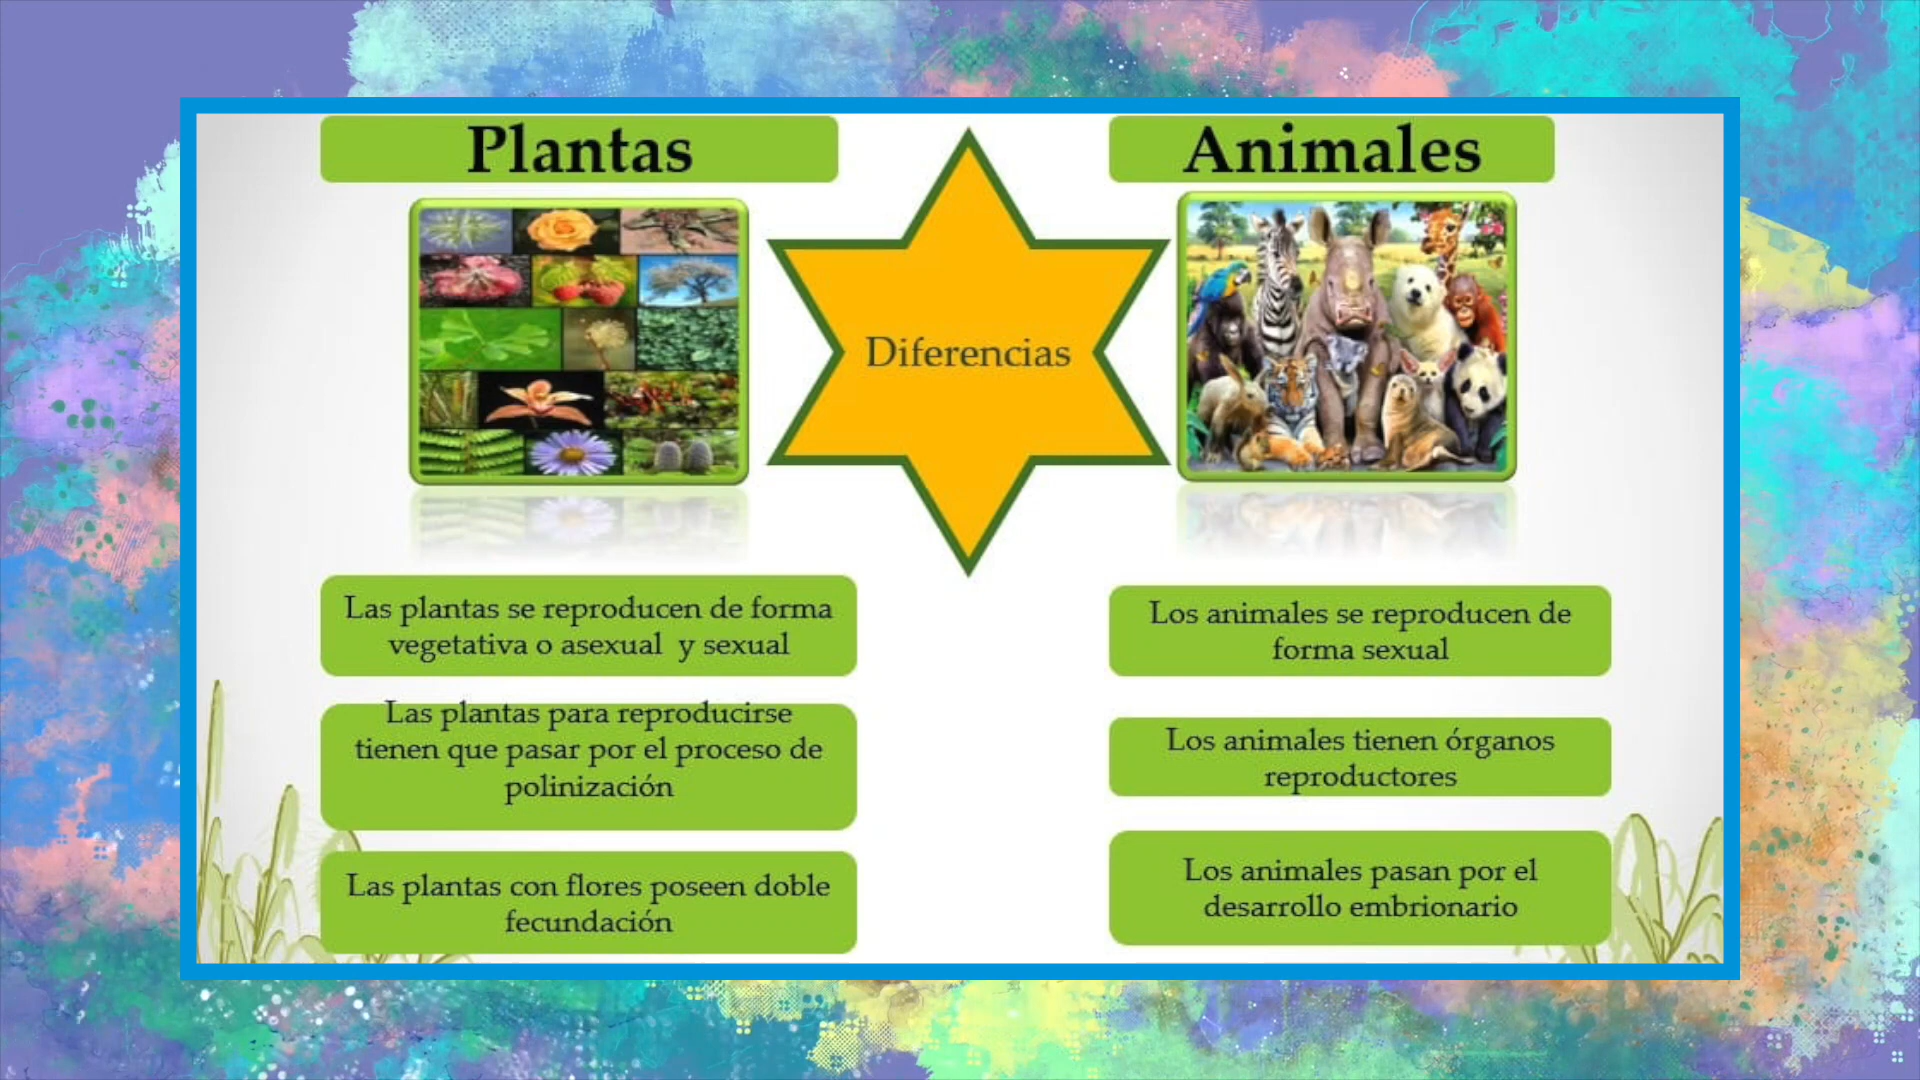 Plantas
Animales
Diferencias
Las plantas se reproducen de forma
vegetativa o asexual y sexual
Las plantas para reproducirse
tienen que pasar por el proceso de
polinización
Las plantas con flores poseen doble
fecundación
Los animales se reproducen de
forma sexual
Los animales tienen órganos
reproductores
Los animales pasan por el
desarrollo embrionario